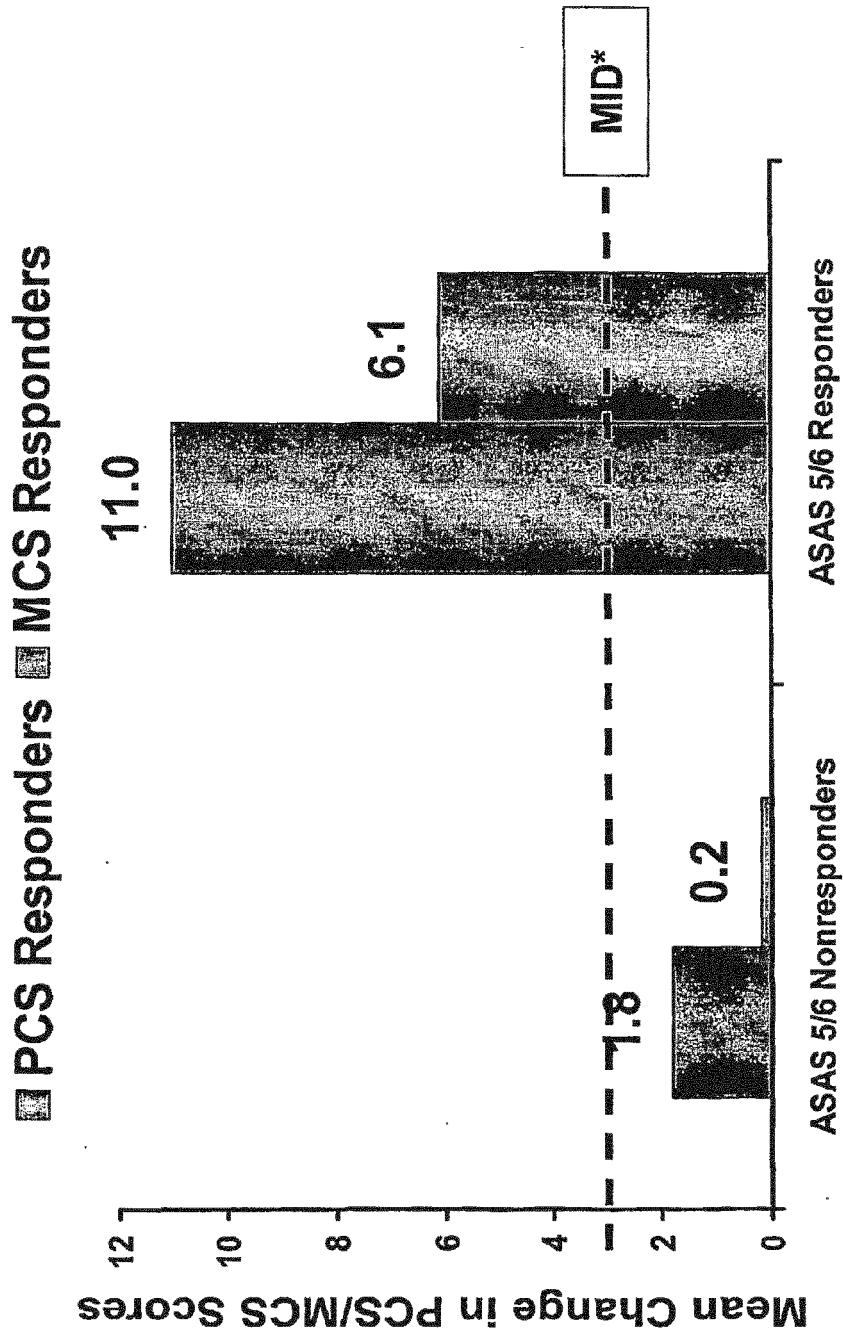 PCS Responders MCS Responders
Mean Change in PCS/MCS Scores
12
10
8
6
4
2
0
1.8
0.2
11.0
6.1
MID*
ASAS 5/6 Nonresponders
ASAS 5/6 Responders